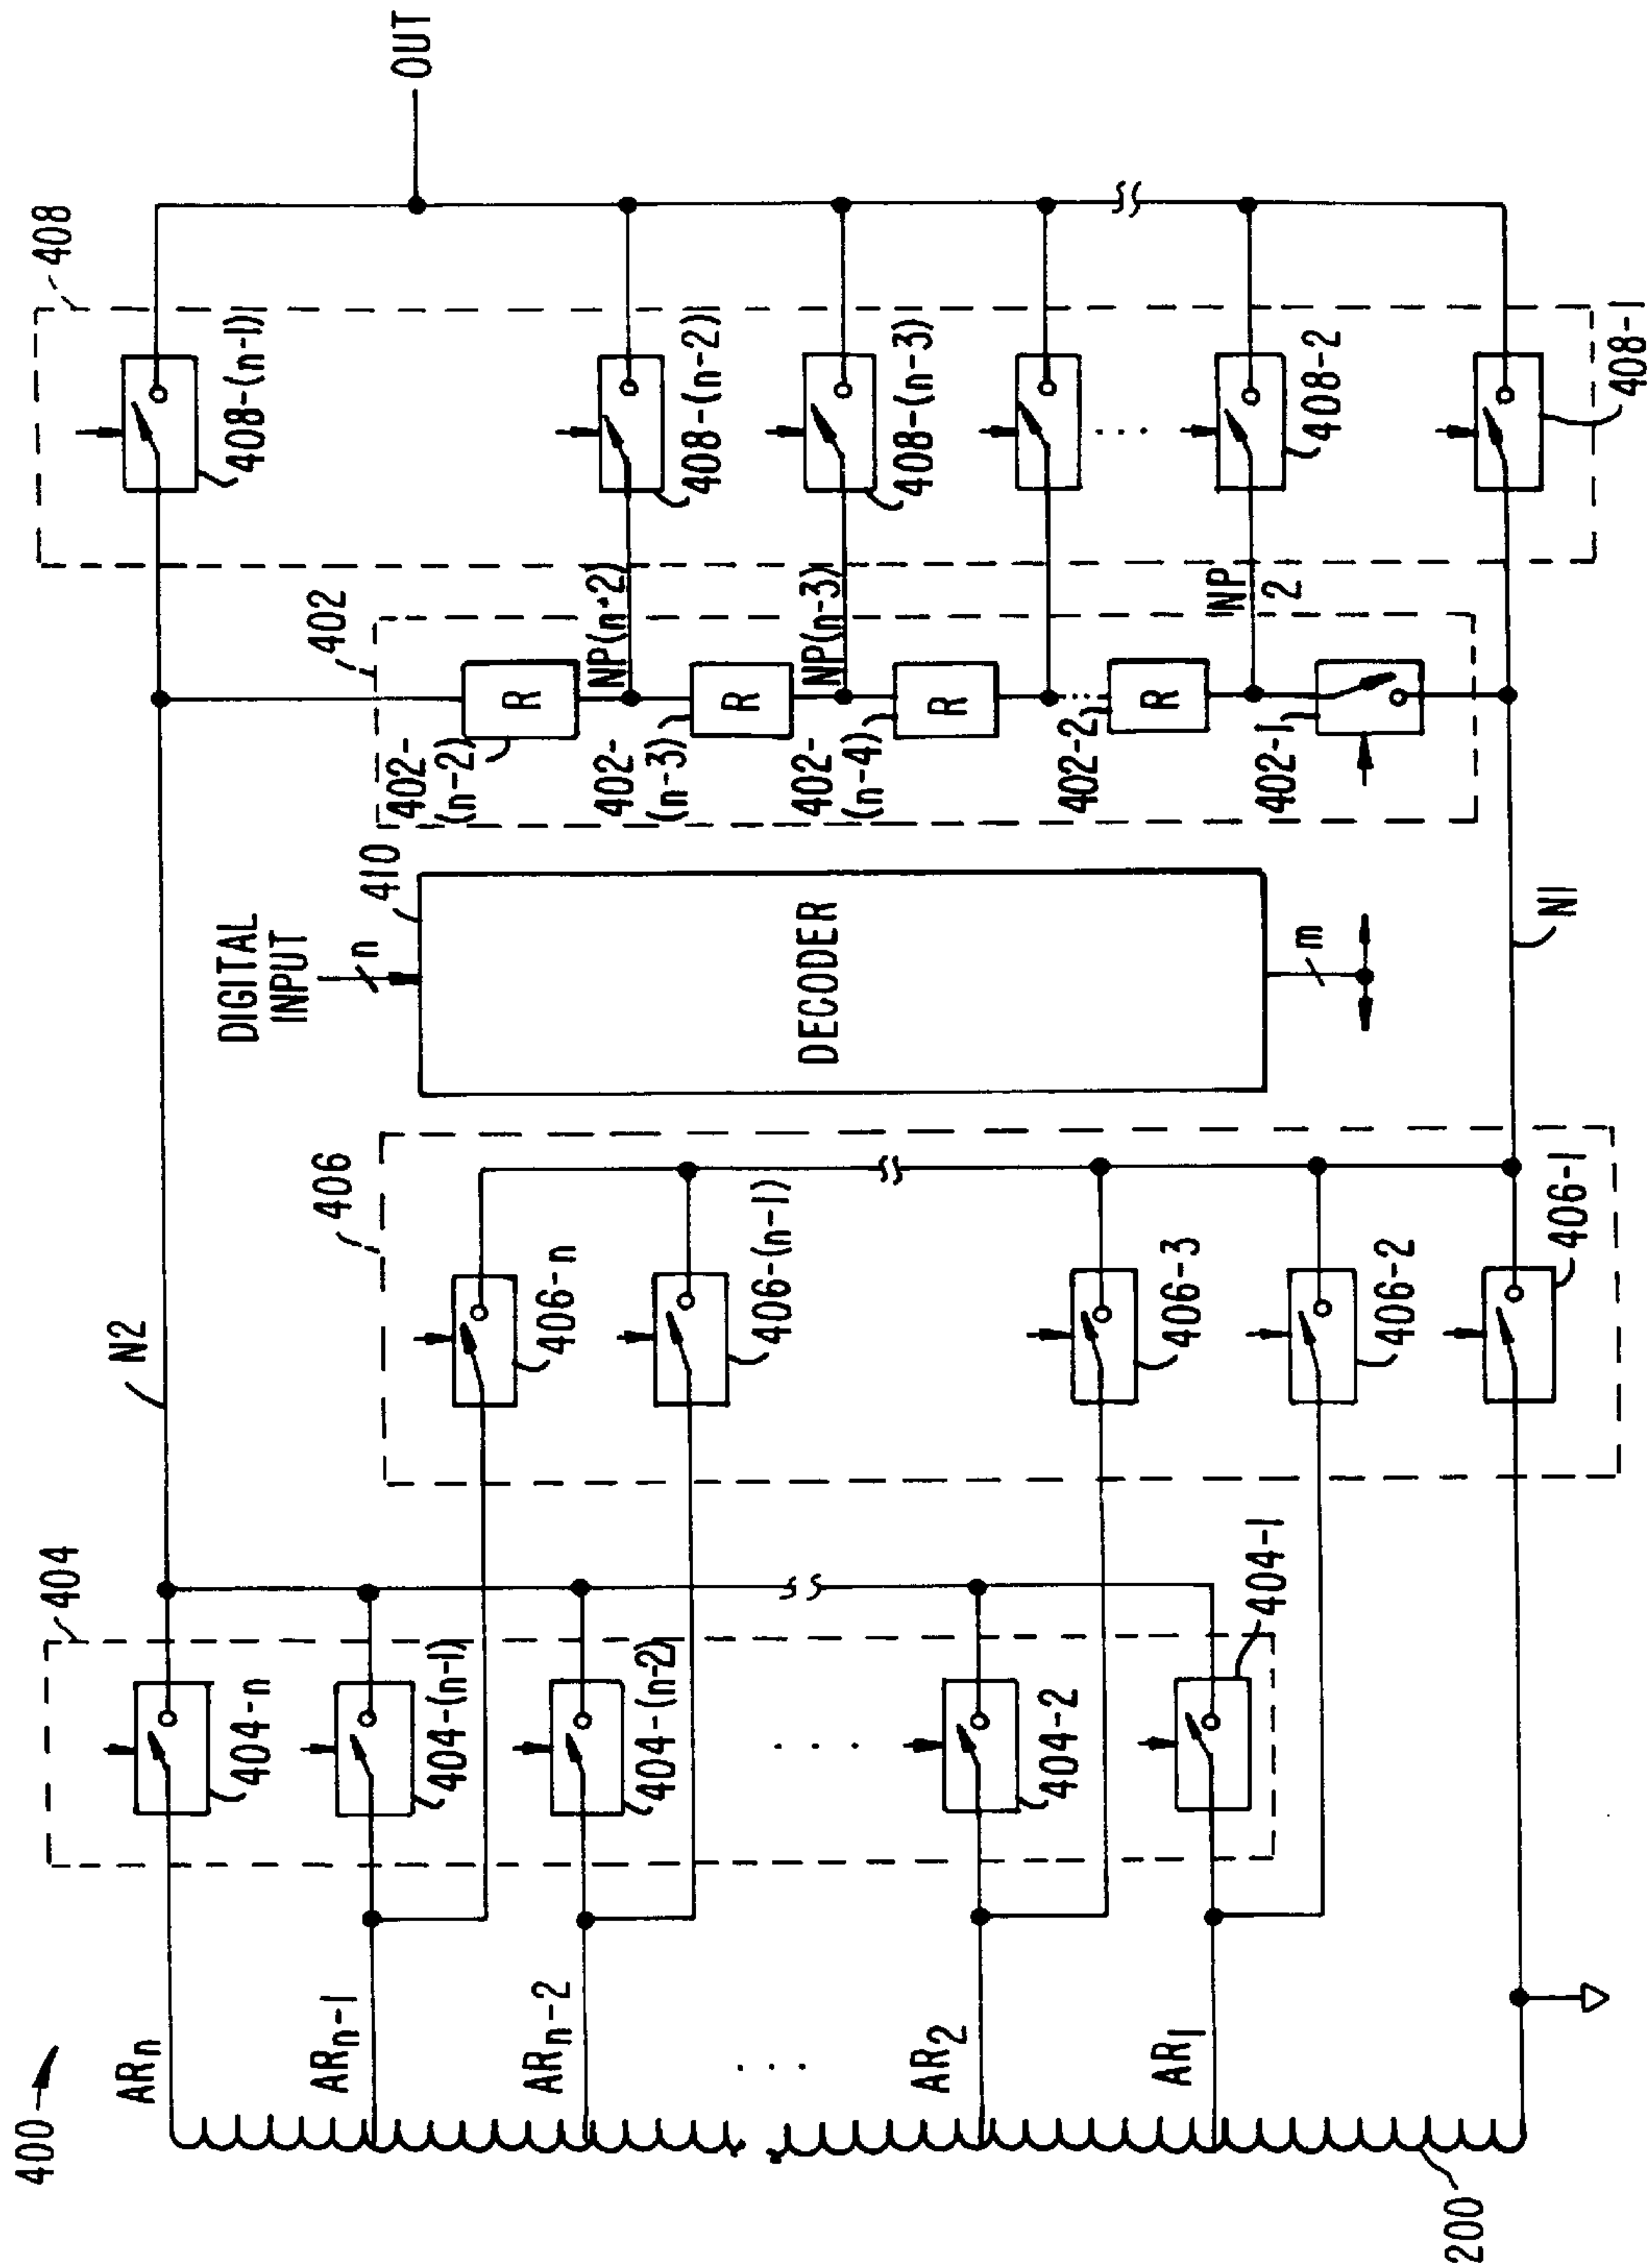 400
404
N2
406
DIGITAL
INPUT
n
410
402
408
OUT
ARn
ARn-1
ARn-2
. . .
AR2
AR1
200
404-n
404-(n-1)
404-(n-2)
. . .
404-2
404-1
406-n
406-(n-1)
406-3
406-2
406-1
DECODER
m
N1
402-
(n-2)
R
NP(n-2)
402-
(n-3)
R
NP(n-3)
402-
(n-4)
R
402-2
R
NP
2
402-1
408-(n-1)
408-(n-2)
408-(n-3)
. . .
408-2
408-1